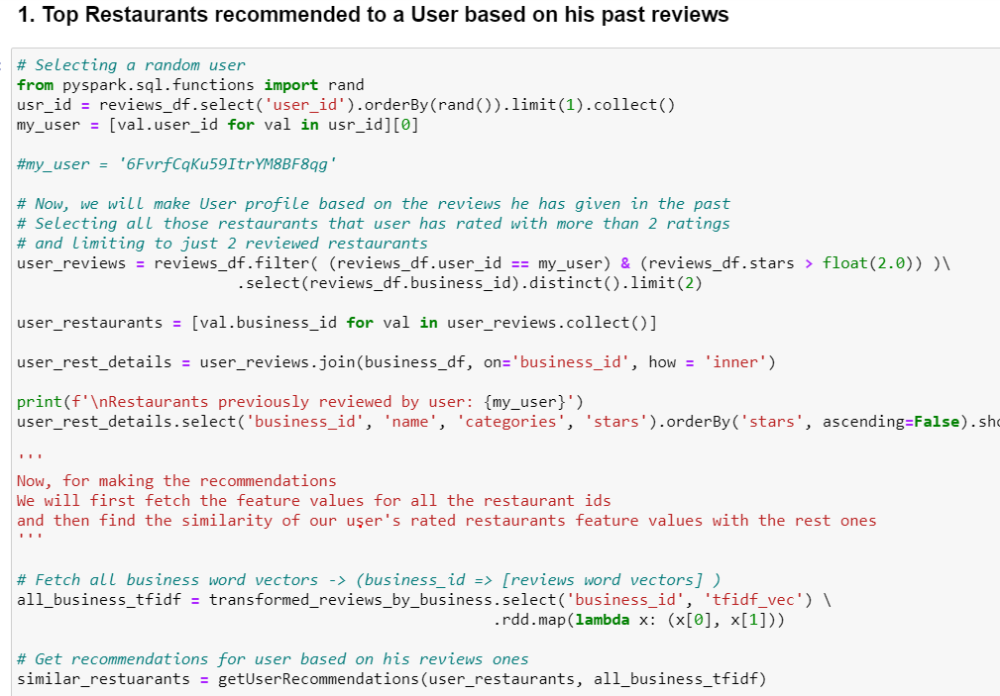 1. Top Restaurants recommended to a User based on his past reviews
# Selecting a random user
from pyspark.sql.functions import rand
usr_id = reviews_df.select('user_id').orderBy(rand()).limit(1).collect()
my_user = [val.user_id for val in usr_id][0]
#my_user = '6FvrfCqKu59ItrYM8BF8qg'
# Now, we will make User profile based on the reviews he has given in the past
# Selecting all those restaurants that user has rated with more than 2 ratings
# and limiting to just 2 reviewed restaurants
user_reviews = reviews_df.filter( (reviews_df.user_id == my_user) & (reviews_df.stars > float(2.0)) )\
.select(reviews_df.business_id).distinct().limit(2)
user_restaurants = [val.business_id for val in user_reviews.collect()]
user_rest_details = user_reviews.join(business_df, on='business_id', how = 'inner')
print(f'\nRestaurants previously reviewed by user: {my_user}')
user_rest_details.select('business_id', 'name', 'categories', 'stars').orderBy('stars', ascending=False).sho
'''
Now, for making the recommendations
We will first fetch the feature values for all the restaurant ids
and then find the similarity of our user's rated restaurants feature values with the rest ones
'''
# Fetch all business word vectors -> (business_id => [reviews word vectors] )
all_business_tfidf = transformed_reviews_by_business.select('business_id', 'tfidf_vec') \
.rdd.map(lambda x: (x[0], x[1]))
# Get recommendations for user based on his reviews ones
similar_restuarants = getUserRecommendations(user_restaurants, all_business_tfidf)